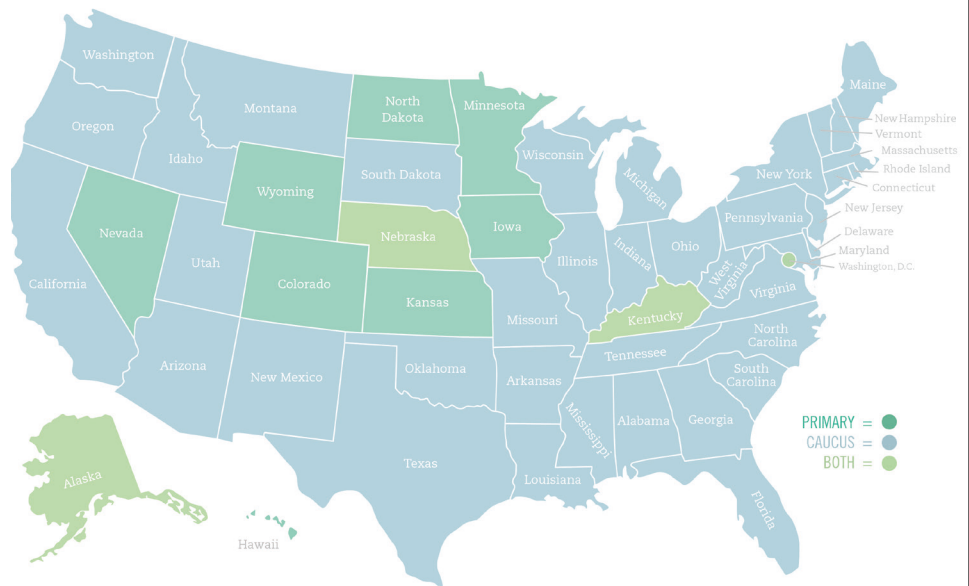 Washington
Maine
Montana
North
Dakota
Minnesota
New Hampshire
Oregon
Vermont
Idaho
Wisconsin
Massachusetts
South Dakota
Michigan
New York
Rhode Island
Wyoming
Connecticut
New Jersey
Pennsylvania
Nevada
Nebraska
Iowa
Delaware
Ohio
Maryland
Utah
Illinois
Indiana
Washington, D.C.
California
Colorado
Kansas
West
Virginia
Virginia
Missouri
Kentucky
North
Carolina
Arizona
New Mexico
Oklahoma
Arkansas
Tennessee
South
Carolina
Mississippi
Alabama
Georgia
PRIMARY =
CAUCUS =
BOTH =
Texas
Louisiana
Florida
Alaska
Hawaii